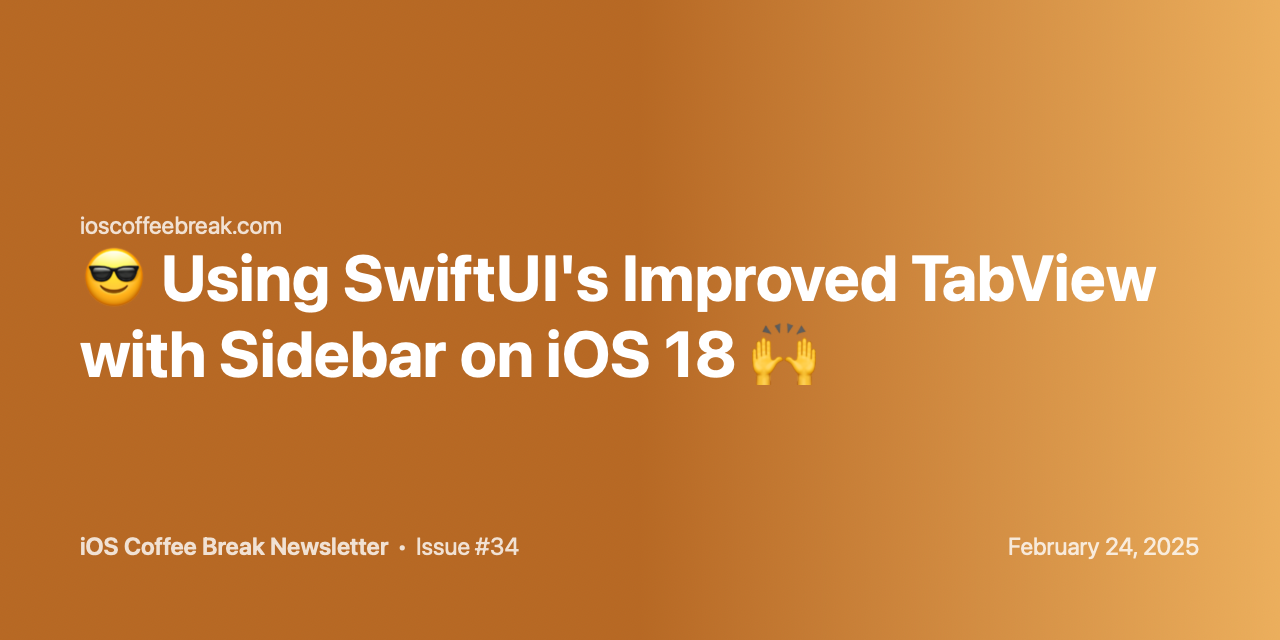 ioscoffeebreak.com
😎 Using SwiftUI's Improved TabView
with Sidebar on iOS 18 🙌
iOS Coffee Break Newsletter • Issue #34
February 24, 2025